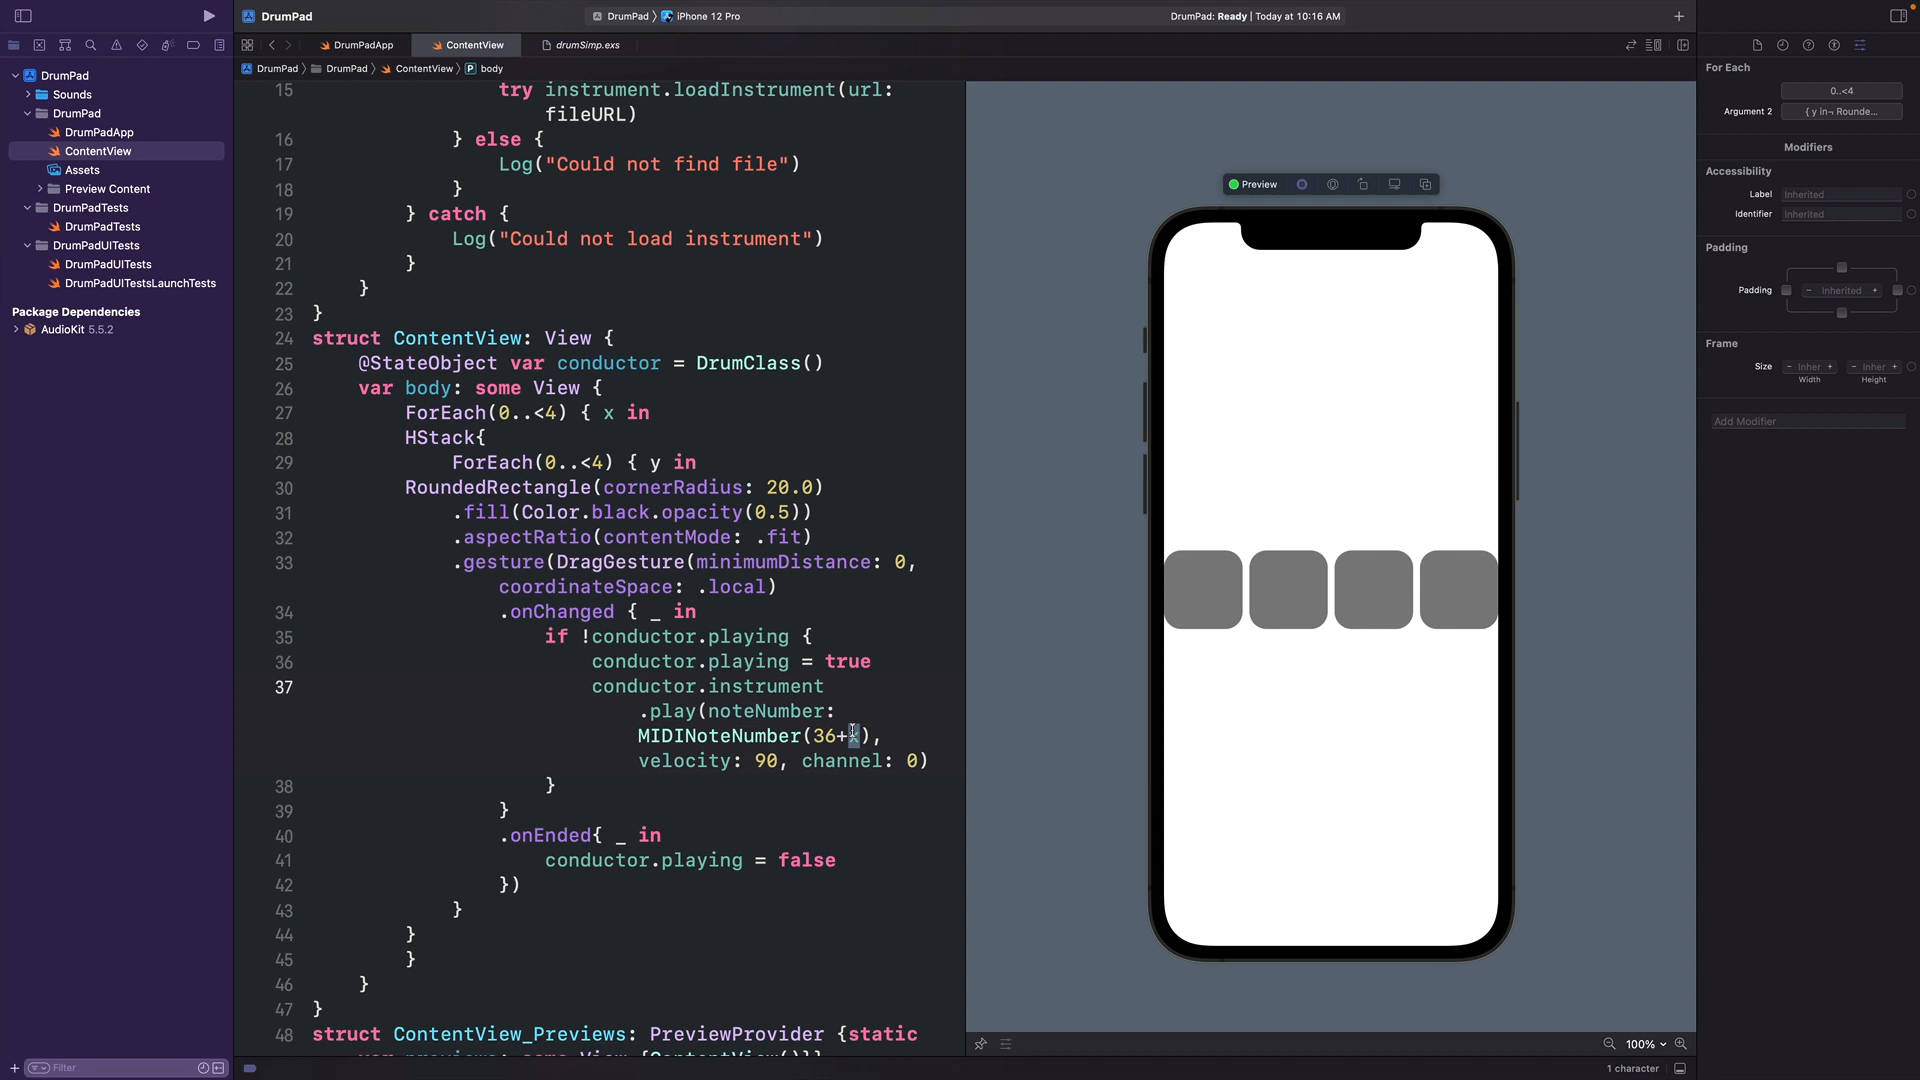 DrumPad
DrumPad
iPhone 12 Pro
DrumPad: Ready | Today at 10:16 AM
DrumPadApp
ContentView
drumSimp.exs
DrumPad
DrumPad
ContentView
P
body
DrumPad
Sounds
DrumPad
DrumPadApp
ContentView
Assets
Preview Content
DrumPadTests
DrumPadTests
DrumPadUITests
DrumPadUITests
DrumPadUITestsLaunchTests
Package Dependencies
AudioKit 5.5.2
Filter
15 try instrument.loadInstrument(url:
fileURL)
16 } else {
17 Log("Could not find file")
18 }
19 } catch {
20 Log("Could not load instrument")
21 }
22 }
23 }
24 struct ContentView: View {
25 @StateObject var conductor = DrumClass()
26 var body: some View {
27 ForEach(0..<4) { x in
28 HStack{
29 ForEach(0..<4) { y in
30 RoundedRectangle(cornerRadius: 20.0)
31 .fill(Color.black.opacity(0.5))
32 .aspectRatio(contentMode: .fit)
33 .gesture(DragGesture(minimumDistance: 0,
coordinateSpace: .local)
34 .onChanged { _ in
35 if !conductor.playing {
36 conductor.playing = true
37 conductor.instrument
.play(noteNumber:
MIDINoteNumber(36+x),
velocity: 90, channel: 0)
38 }
39 }
40 .onEnded{ _ in
41 conductor.playing = false
42 })
43 }
44 }
45 }
46 }
47 }
48 struct ContentView_Previews: PreviewProvider {static
var previews: some View {ContentView()}}
Preview
100%
1 character
For Each
0..<4
Argument 2
{ y in¬ Rounde...
Modifiers
Accessibility
Label
Inherited
Identifier
Inherited
Padding
Padding
− Inherited +
Frame
Size
− Inher +
− Inher +
Width
Height
Add Modifier